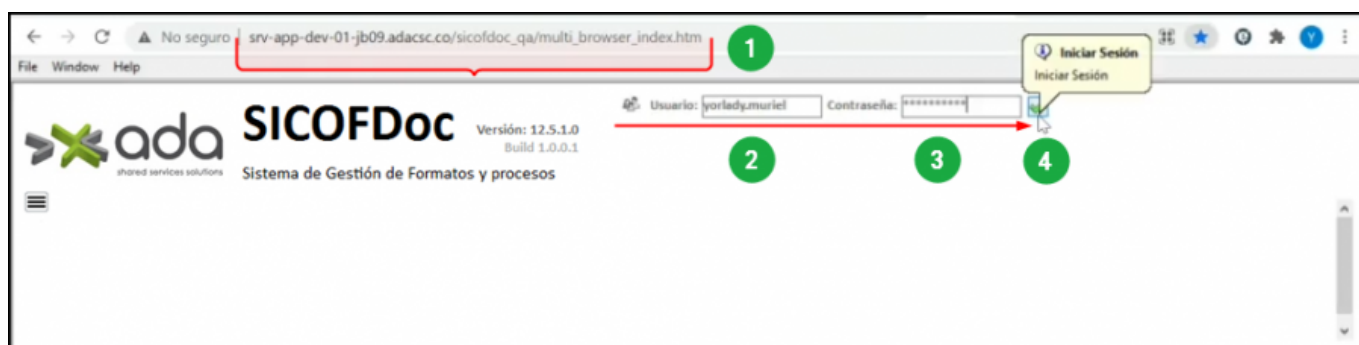 No seguro | srv-app-dev-01-jb09.adacsc.co/sicofdoc_qa/multi_browser_index.htm
1
Iniciar Sesión
Iniciar Sesión
Y
File Window Help
ada
shared services solutions
SICOFDoc
Versión: 12.5.1.0
Build 1.0.0.1
Sistema de Gestión de Formatos y procesos
Usuario: yorlady.muriel Contraseña: **********
2
3
4